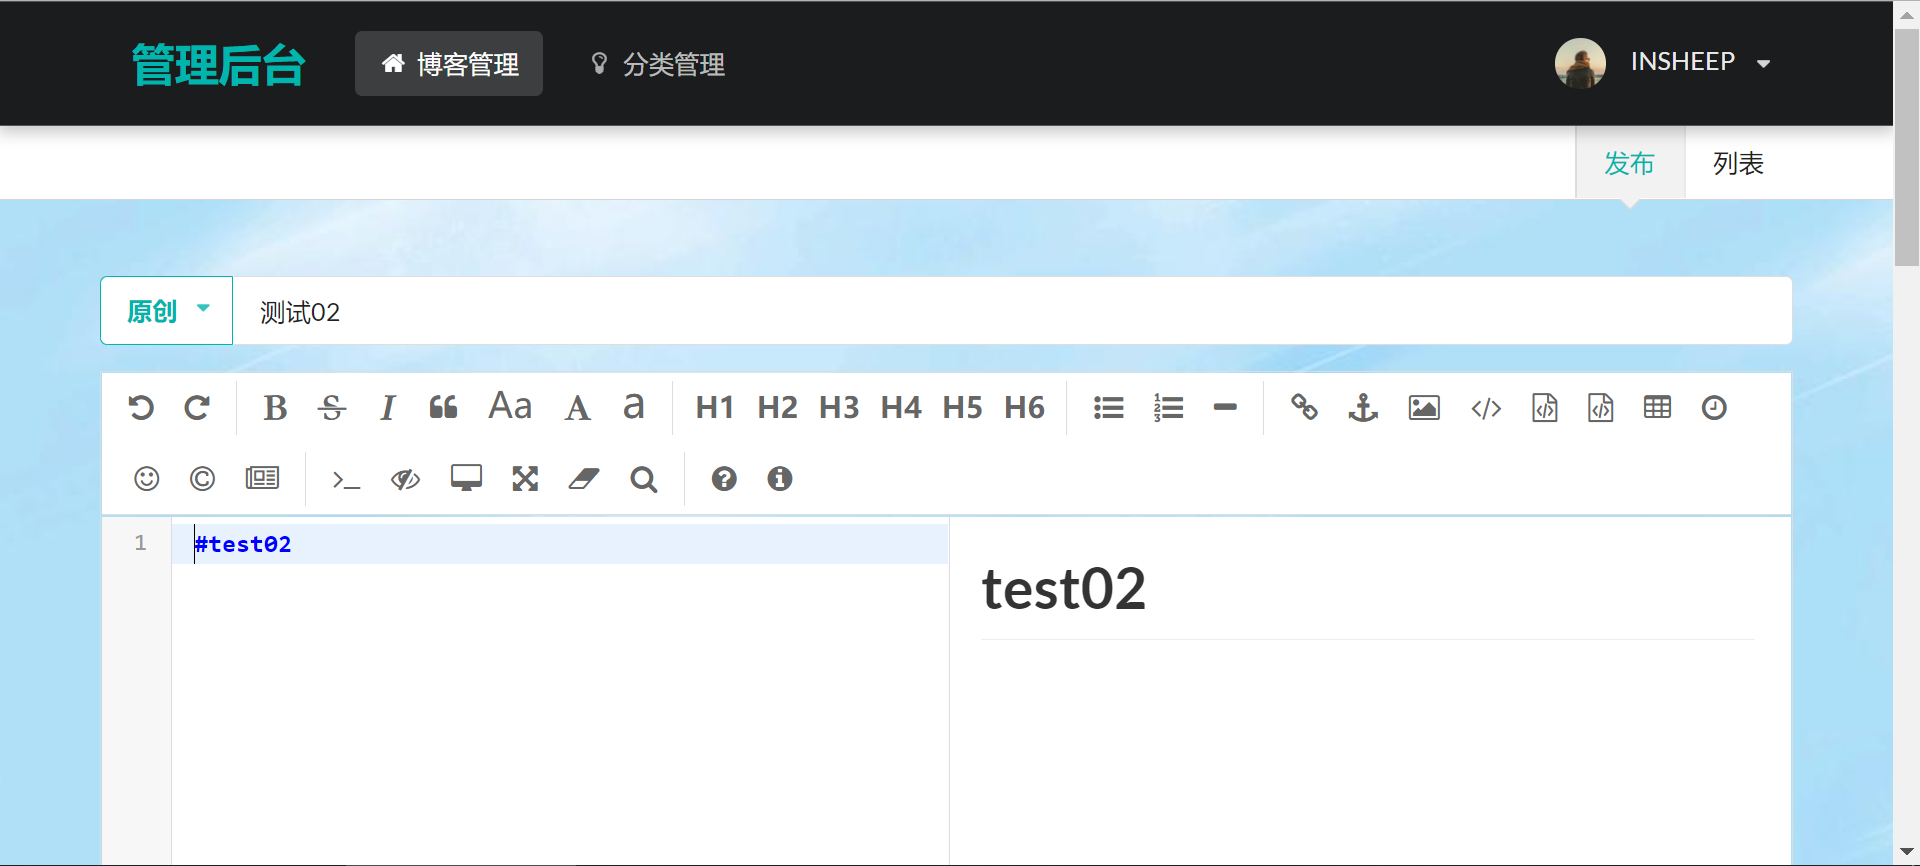 管理后台 博客管理 分类管理 INSHEEP
发布 列表
原创 测试02
B S I Aa A a H1 H2 H3 H4 H5 H6
1 #test02
test02